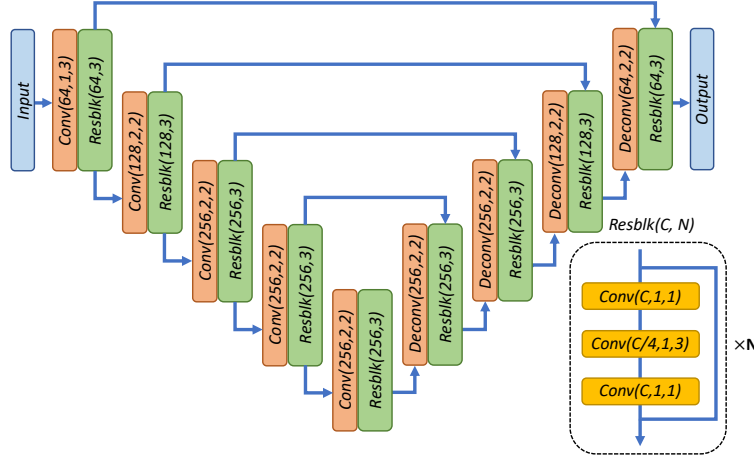 Input
Conv(64,1,3)
Resblk(64,3)
Conv(128,2,2)
Resblk(128,3)
Conv(256,2,2)
Resblk(256,3)
Conv(256,2,2)
Resblk(256,3)
Conv(256,2,2)
Resblk(256,3)
Deconv(256,2,2)
Resblk(256,3)
Deconv(256,2,2)
Resblk(256,3)
Deconv(128,2,2)
Resblk(128,3)
Deconv(64,2,2)
Resblk(64,3)
Output
Resblk(C, N)
Conv(C,1,1)
Conv(C/4,1,3)
Conv(C,1,1)
×N